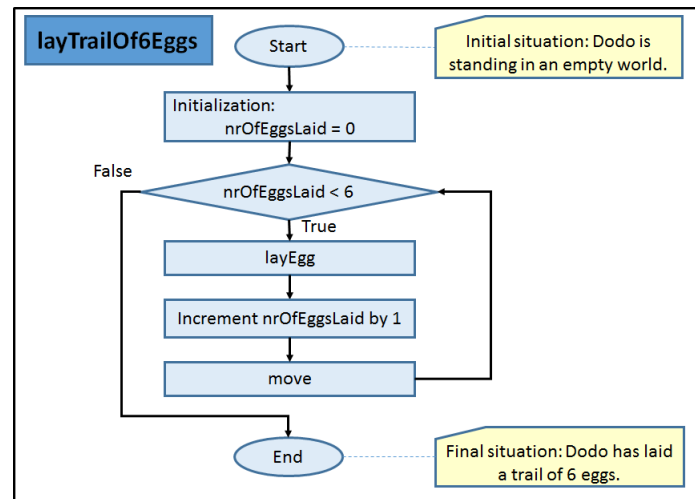 layTrailOf6Eggs
Start
Initial situation: Dodo is
standing in an empty world.
Initialization:
nrOfEggsLaid = 0
False
nrOfEggsLaid < 6
True
layEgg
Increment nrOfEggsLaid by 1
move
End
Final situation: Dodo has laid
a trail of 6 eggs.